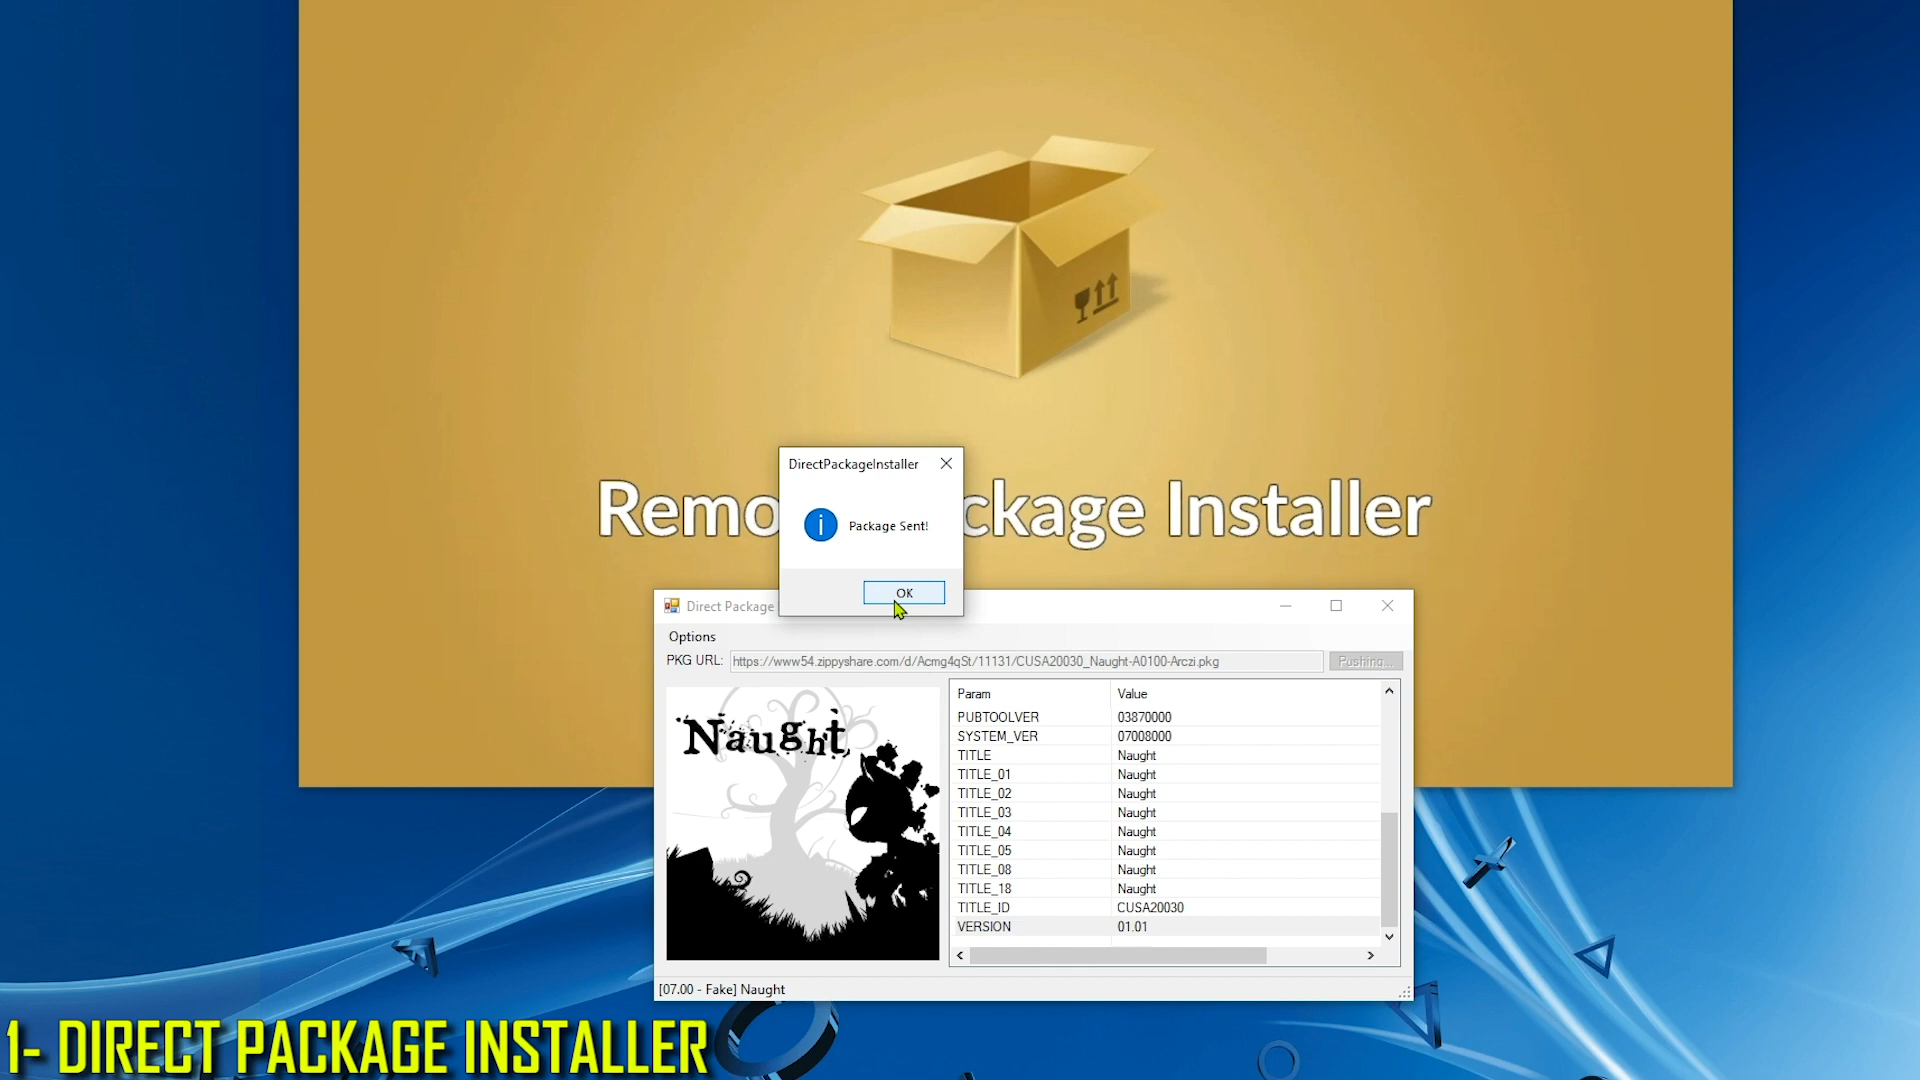 Remo ckage Installer
DirectPackageInstaller
Package Sent!
OK
Direct Package
Options
PKG URL: https://www54.zippyshare.com/d/Acmg4qSt/11131/CUSA20030_Naught-A0100-Arczi.pkg Pushing...
Naught
Param Value
PUBTOOLVER 03870000
SYSTEM_VER 07008000
TITLE Naught
TITLE_01 Naught
TITLE_02 Naught
TITLE_03 Naught
TITLE_04 Naught
TITLE_05 Naught
TITLE_08 Naught
TITLE_18 Naught
TITLE_ID CUSA20030
VERSION 01.01
[07.00 - Fake] Naught
1- DIRECT PACKAGE INSTALLER